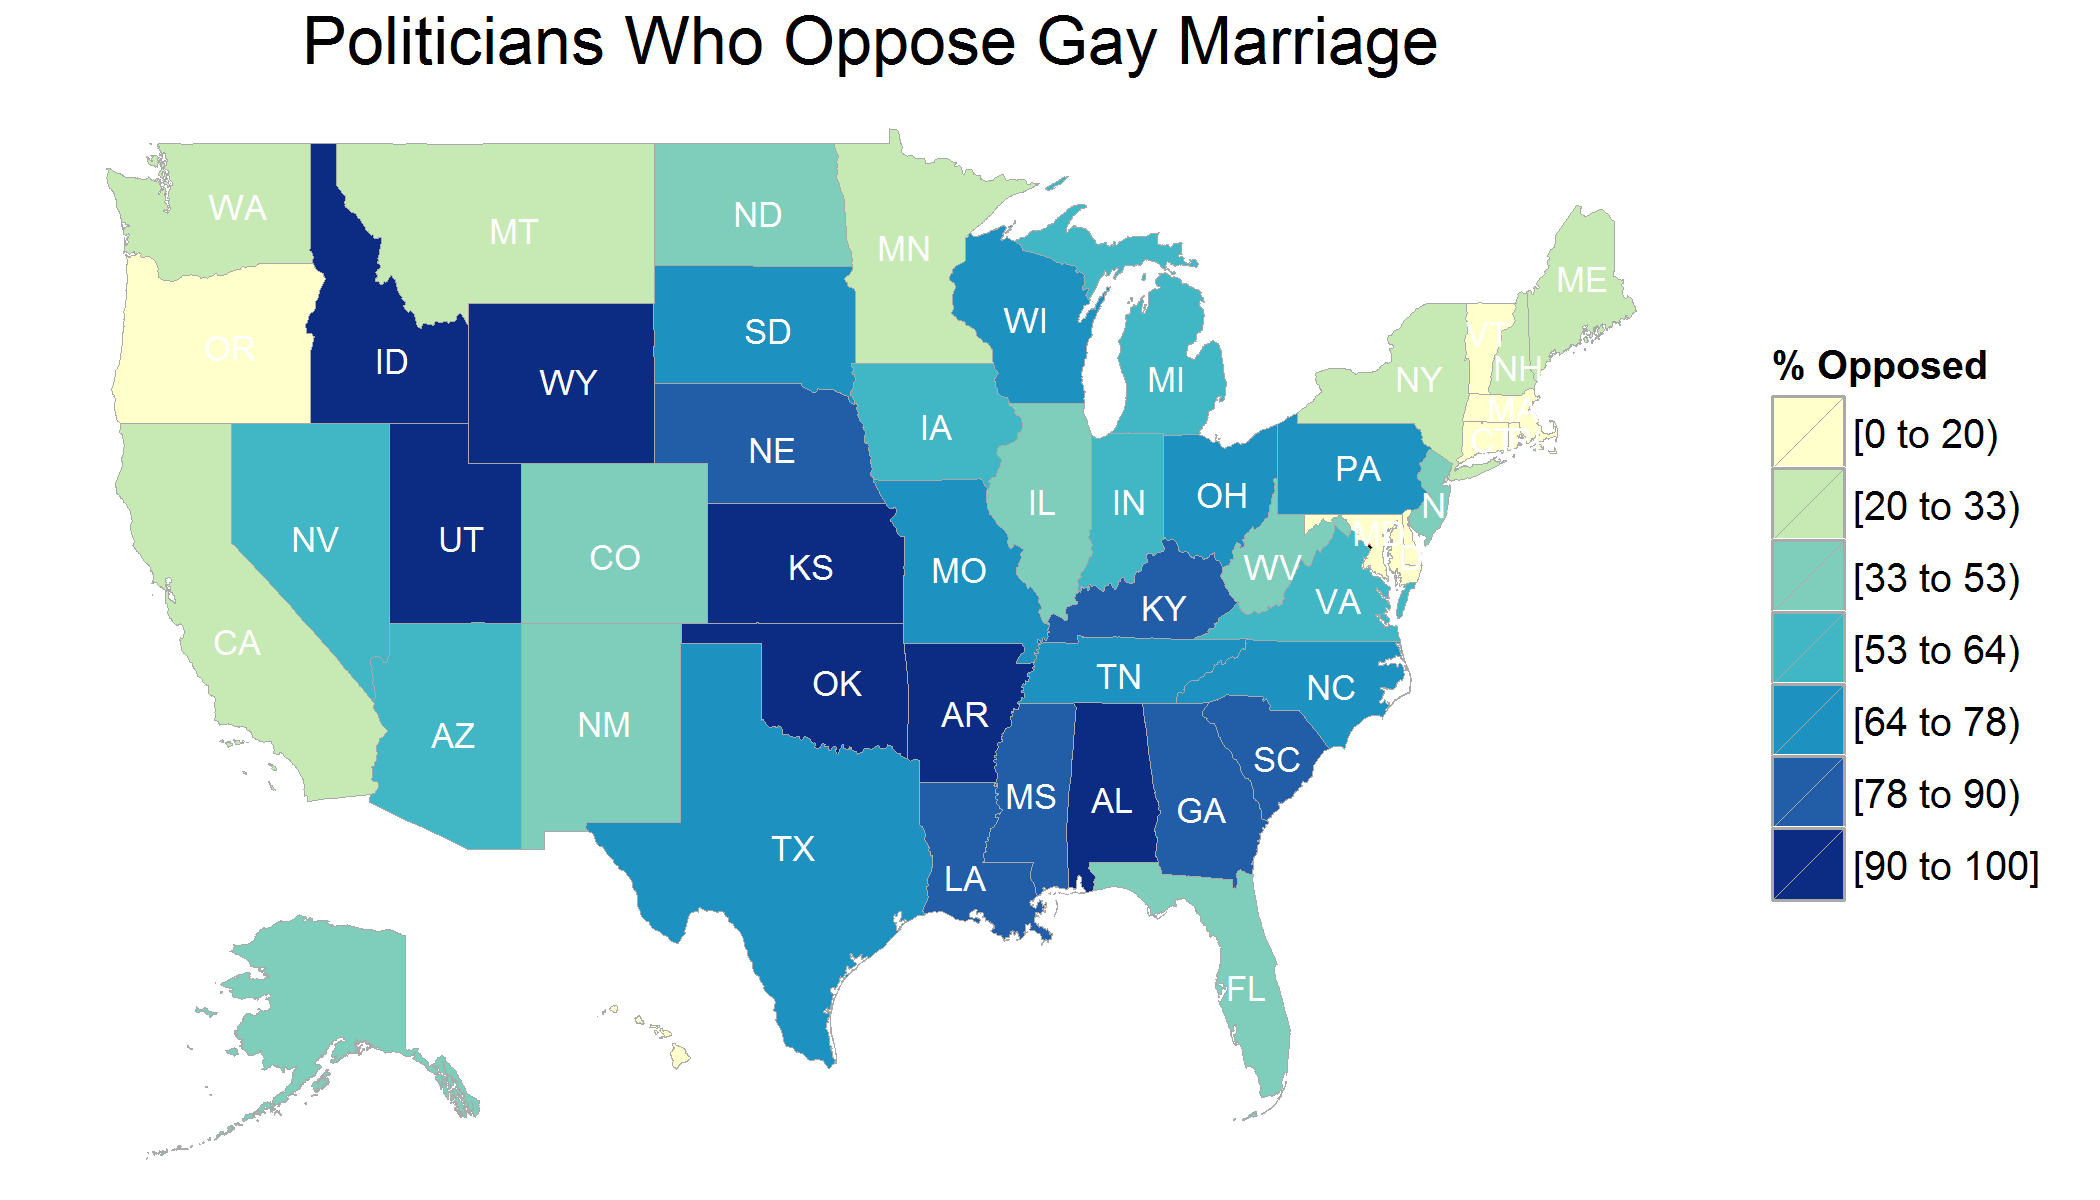 Politicians Who Oppose Gay Marriage
WA
MT
ND
MN
ME
OR
ID
WY
SD
WI
MI
VT
NH
NY
MA
CT
NE
IA
PA
NV
UT
CO
KS
MO
IL
IN
OH
N
WV
VA
KY
CA
AZ
NM
OK
AR
TN
NC
TX
LA
MS
AL
GA
SC
FL
% Opposed
[0 to 20)
[20 to 33)
[33 to 53)
[53 to 64)
[64 to 78)
[78 to 90)
[90 to 100]